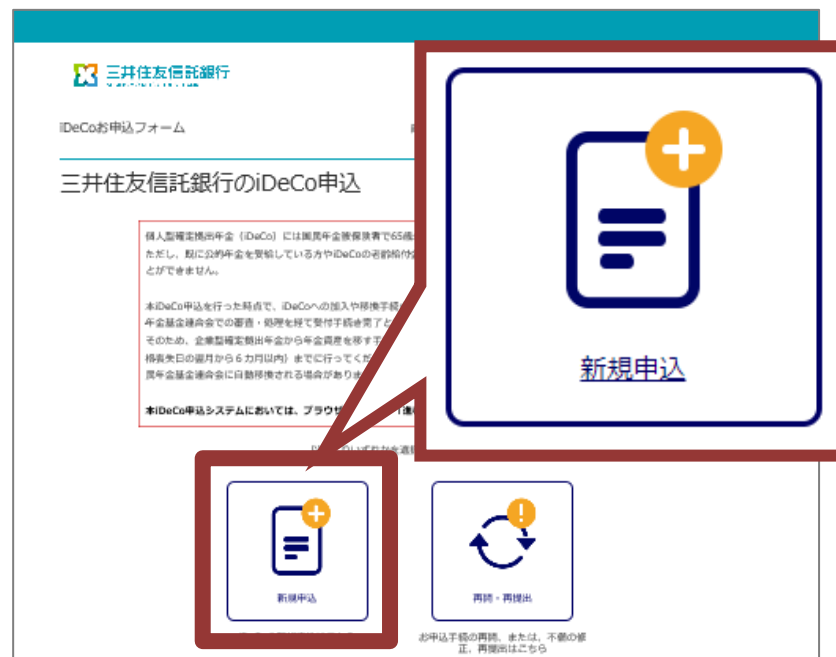 三井住友信託銀行
iDeCoお申込フォーム
三井住友信託銀行のiDeCo申込
個人型確定拠出年金（iDeCo）には国民年金被保険者で65歳
ただし、既に公的年金を受給している方やiDeCoの老齢給付
とができません。
本iDeCo申込を行った時点で、iDeCoへの加入や移換手続
年金基金連合会での審査・処理を経て受付手続き完了と
そのため、企業型確定拠出年金から年金資産を移す
格喪失日の翌月から6カ月以内）までに行ってくだ
民年金基金連合会に自動移換される場合があります
本iDeCo申込システムにおいては、ブラウザ
新規申込
新規申込
再開・再提出
お申込手続の再開、または、不備の修
正、再提出はこちら